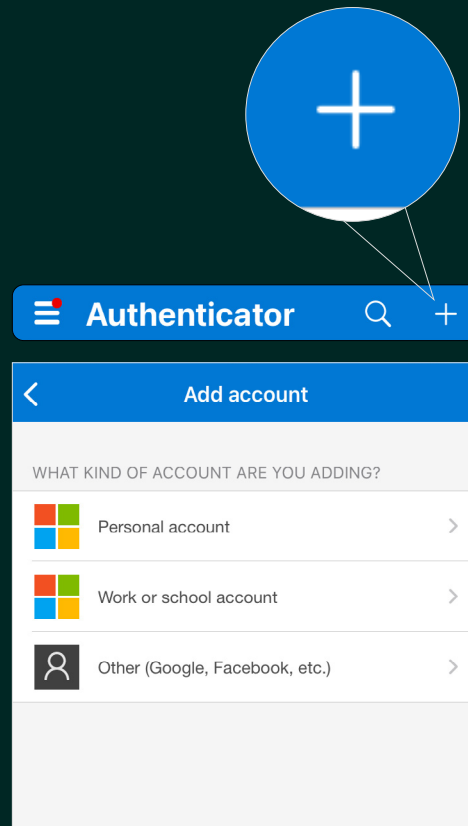 Authenticator
Add account
WHAT KIND OF ACCOUNT ARE YOU ADDING?
Personal account
Work or school account
Other (Google, Facebook, etc.)